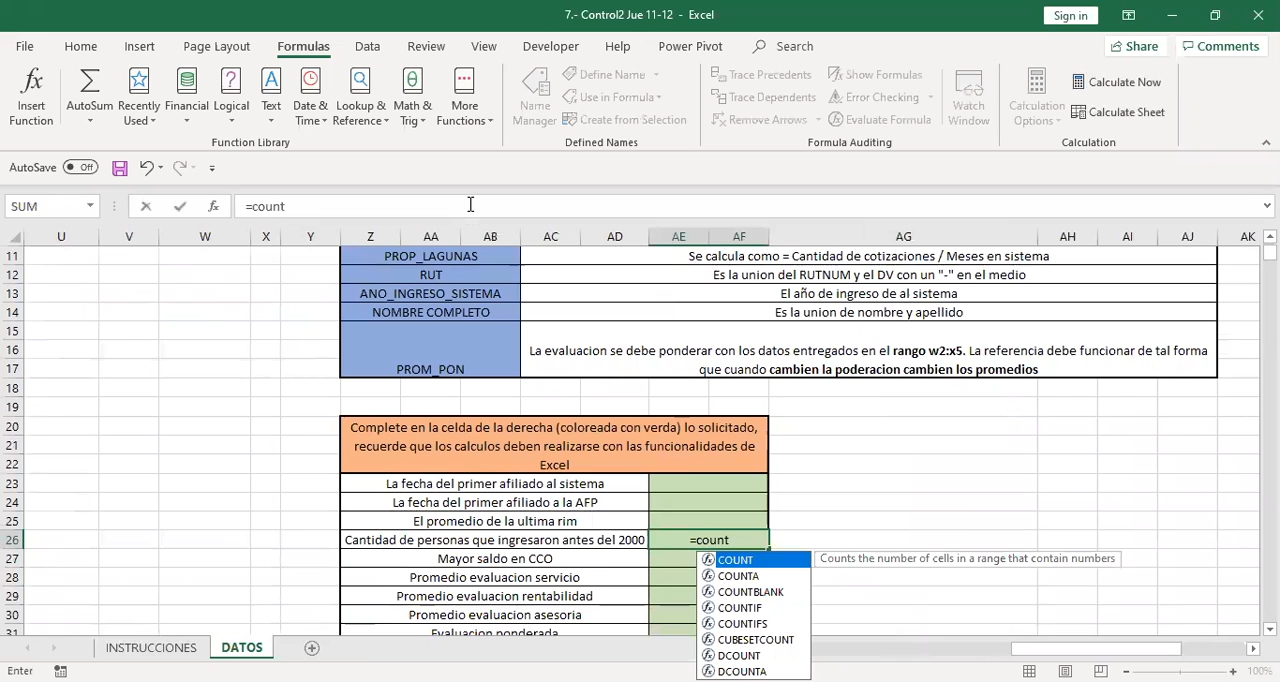 7.- Control2 Jue 11-12 - Excel
Sign in
File Home Insert Page Layout Formulas Data Review View Developer Help Power Pivot Search
Share Comments
Insert Function
AutoSum
Recently Used
Financial
Logical
Text
Date & Time
Lookup & Reference
Math & Trig
More Functions
Function Library
Name Manager
Define Name
Use in Formula
Create from Selection
Defined Names
Trace Precedents
Trace Dependents
Remove Arrows
Show Formulas
Error Checking
Evaluate Formula
Formula Auditing
Watch Window
Calculation Options
Calculate Now
Calculate Sheet
Calculation
AutoSave Off
SUM
fx =count
U V W X Y Z AA AB AC AD AE AF AG AH AI AJ AK
11 PROP_LAGUNAS Se calcula como = Cantidad de cotizaciones / Meses en sistema
12 RUT Es la union del RUTNUM y el DV con un "-" en el medio
13 ANO_INGRESO_SISTEMA El año de ingreso de al sistema
14 NOMBRE COMPLETO Es la union de nombre y apellido
15
16 La evaluacion se debe ponderar con los datos entregados en el rango w2:x5. La referencia debe funcionar de tal forma
17 PROM_PON que cuando cambien la poderacion cambien los promedios
18
19
20 Complete en la celda de la derecha (coloreada con verda) lo solicitado,
21 recuerde que los calculos deben realizarse con las funcionalidades de
22 Excel
23 La fecha del primer afiliado al sistema
24 La fecha del primer afiliado a la AFP
25 El promedio de la ultima rim
26 Cantidad de personas que ingresaron antes del 2000 =count
27 Mayor saldo en CCO
28 Promedio evaluacion servicio
29 Promedio evaluacion rentabilidad
30 Promedio evaluacion asesoria
31 Evaluacion ponderada
COUNT Counts the number of cells in a range that contain numbers
COUNTA
COUNTBLANK
COUNTIF
COUNTIFS
CUBESETCOUNT
DCOUNT
DCOUNTA
INSTRUCCIONES DATOS
Enter
100%